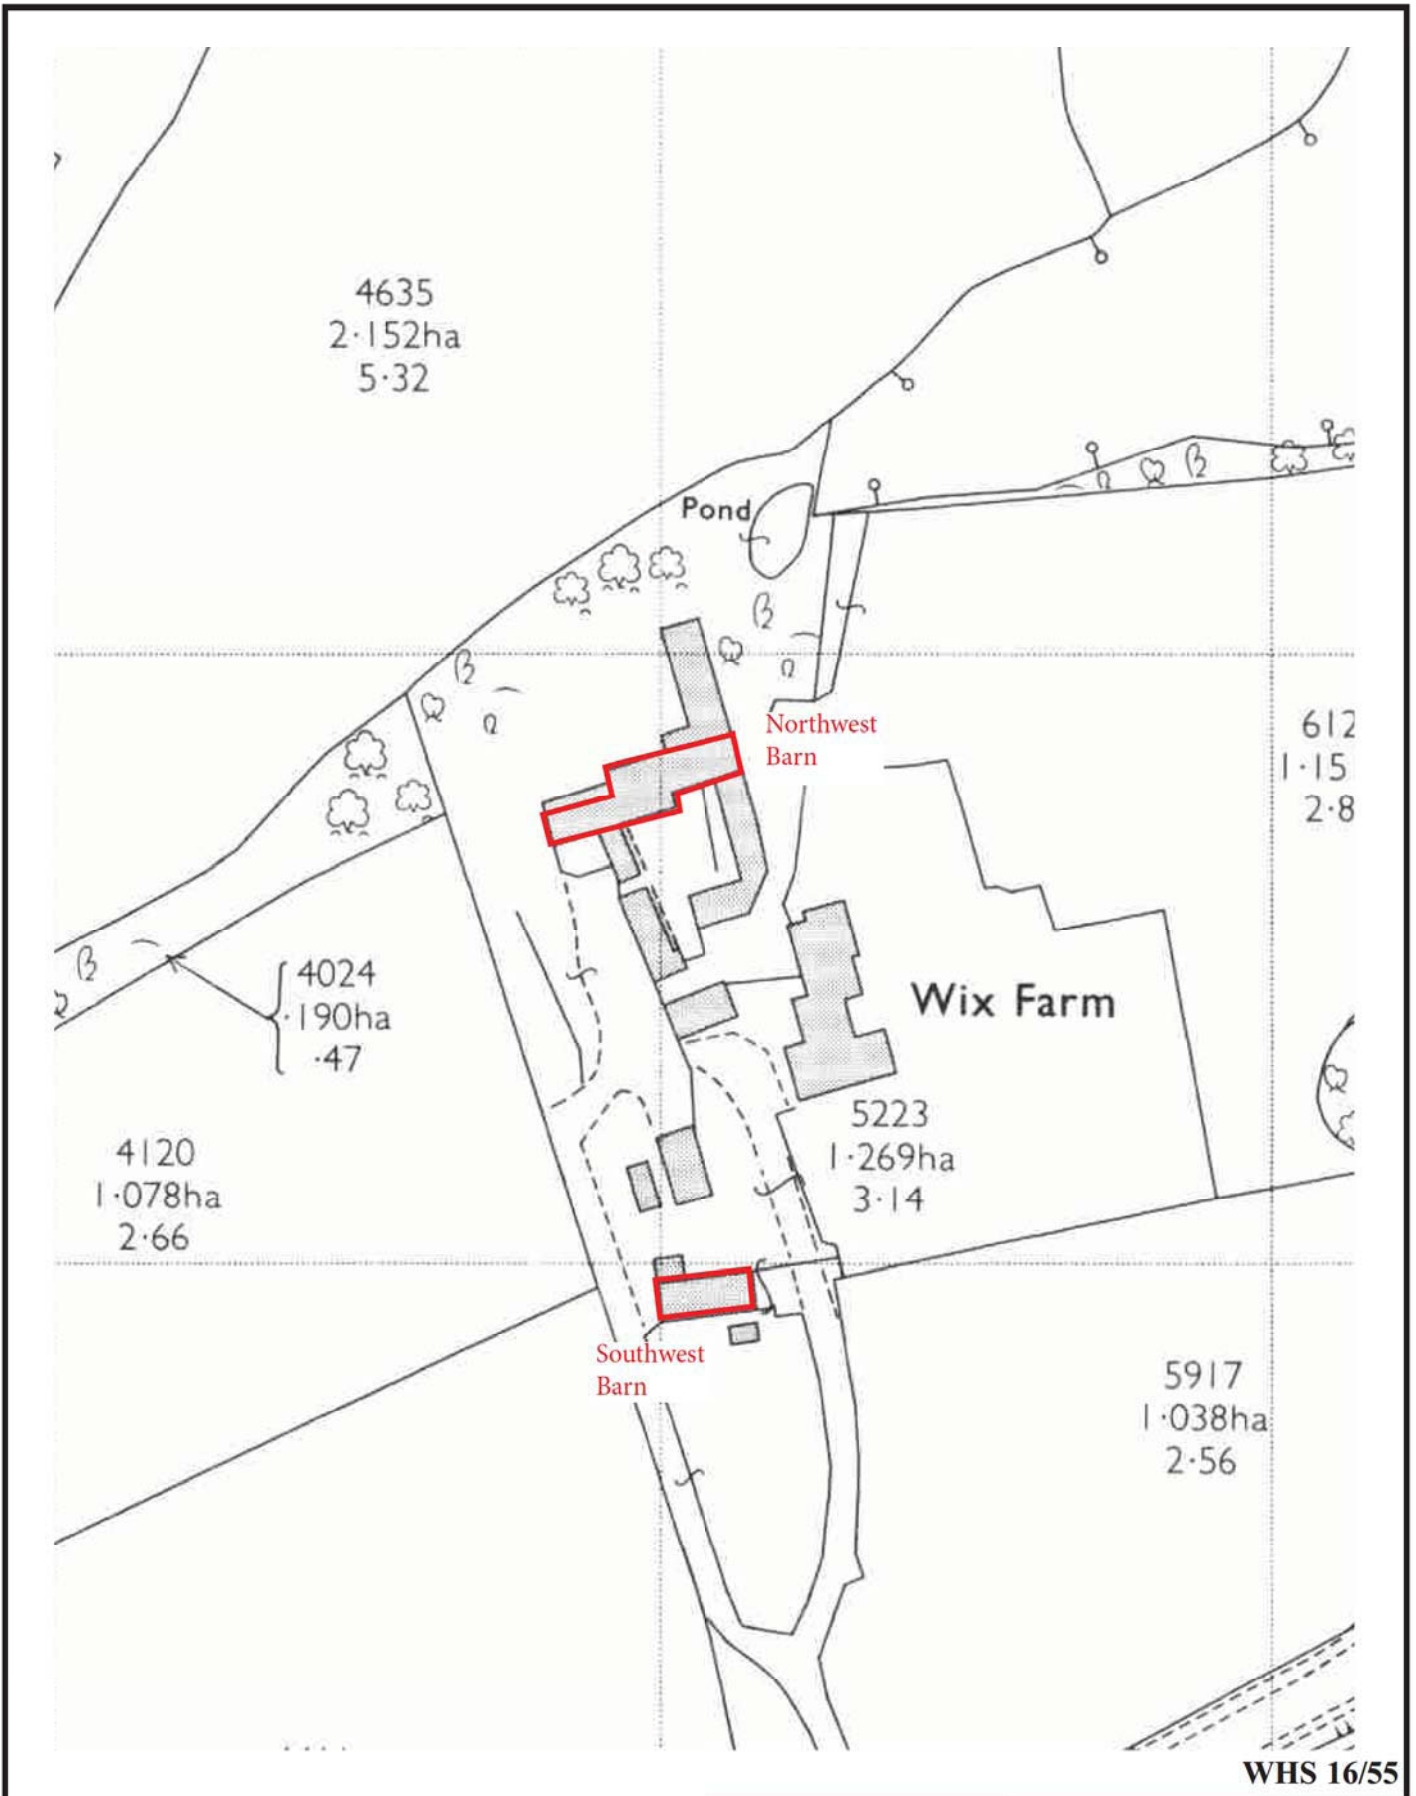 4635
2·152ha
5·32
Pond
Northwest
Barn
612
1·15
2·8
4024
·190ha
·47
Wix Farm
5223
1·269ha
3·14
4120
1·078ha
2·66
Southwest
Barn
5917
1·038ha
2·56
WHS 16/55